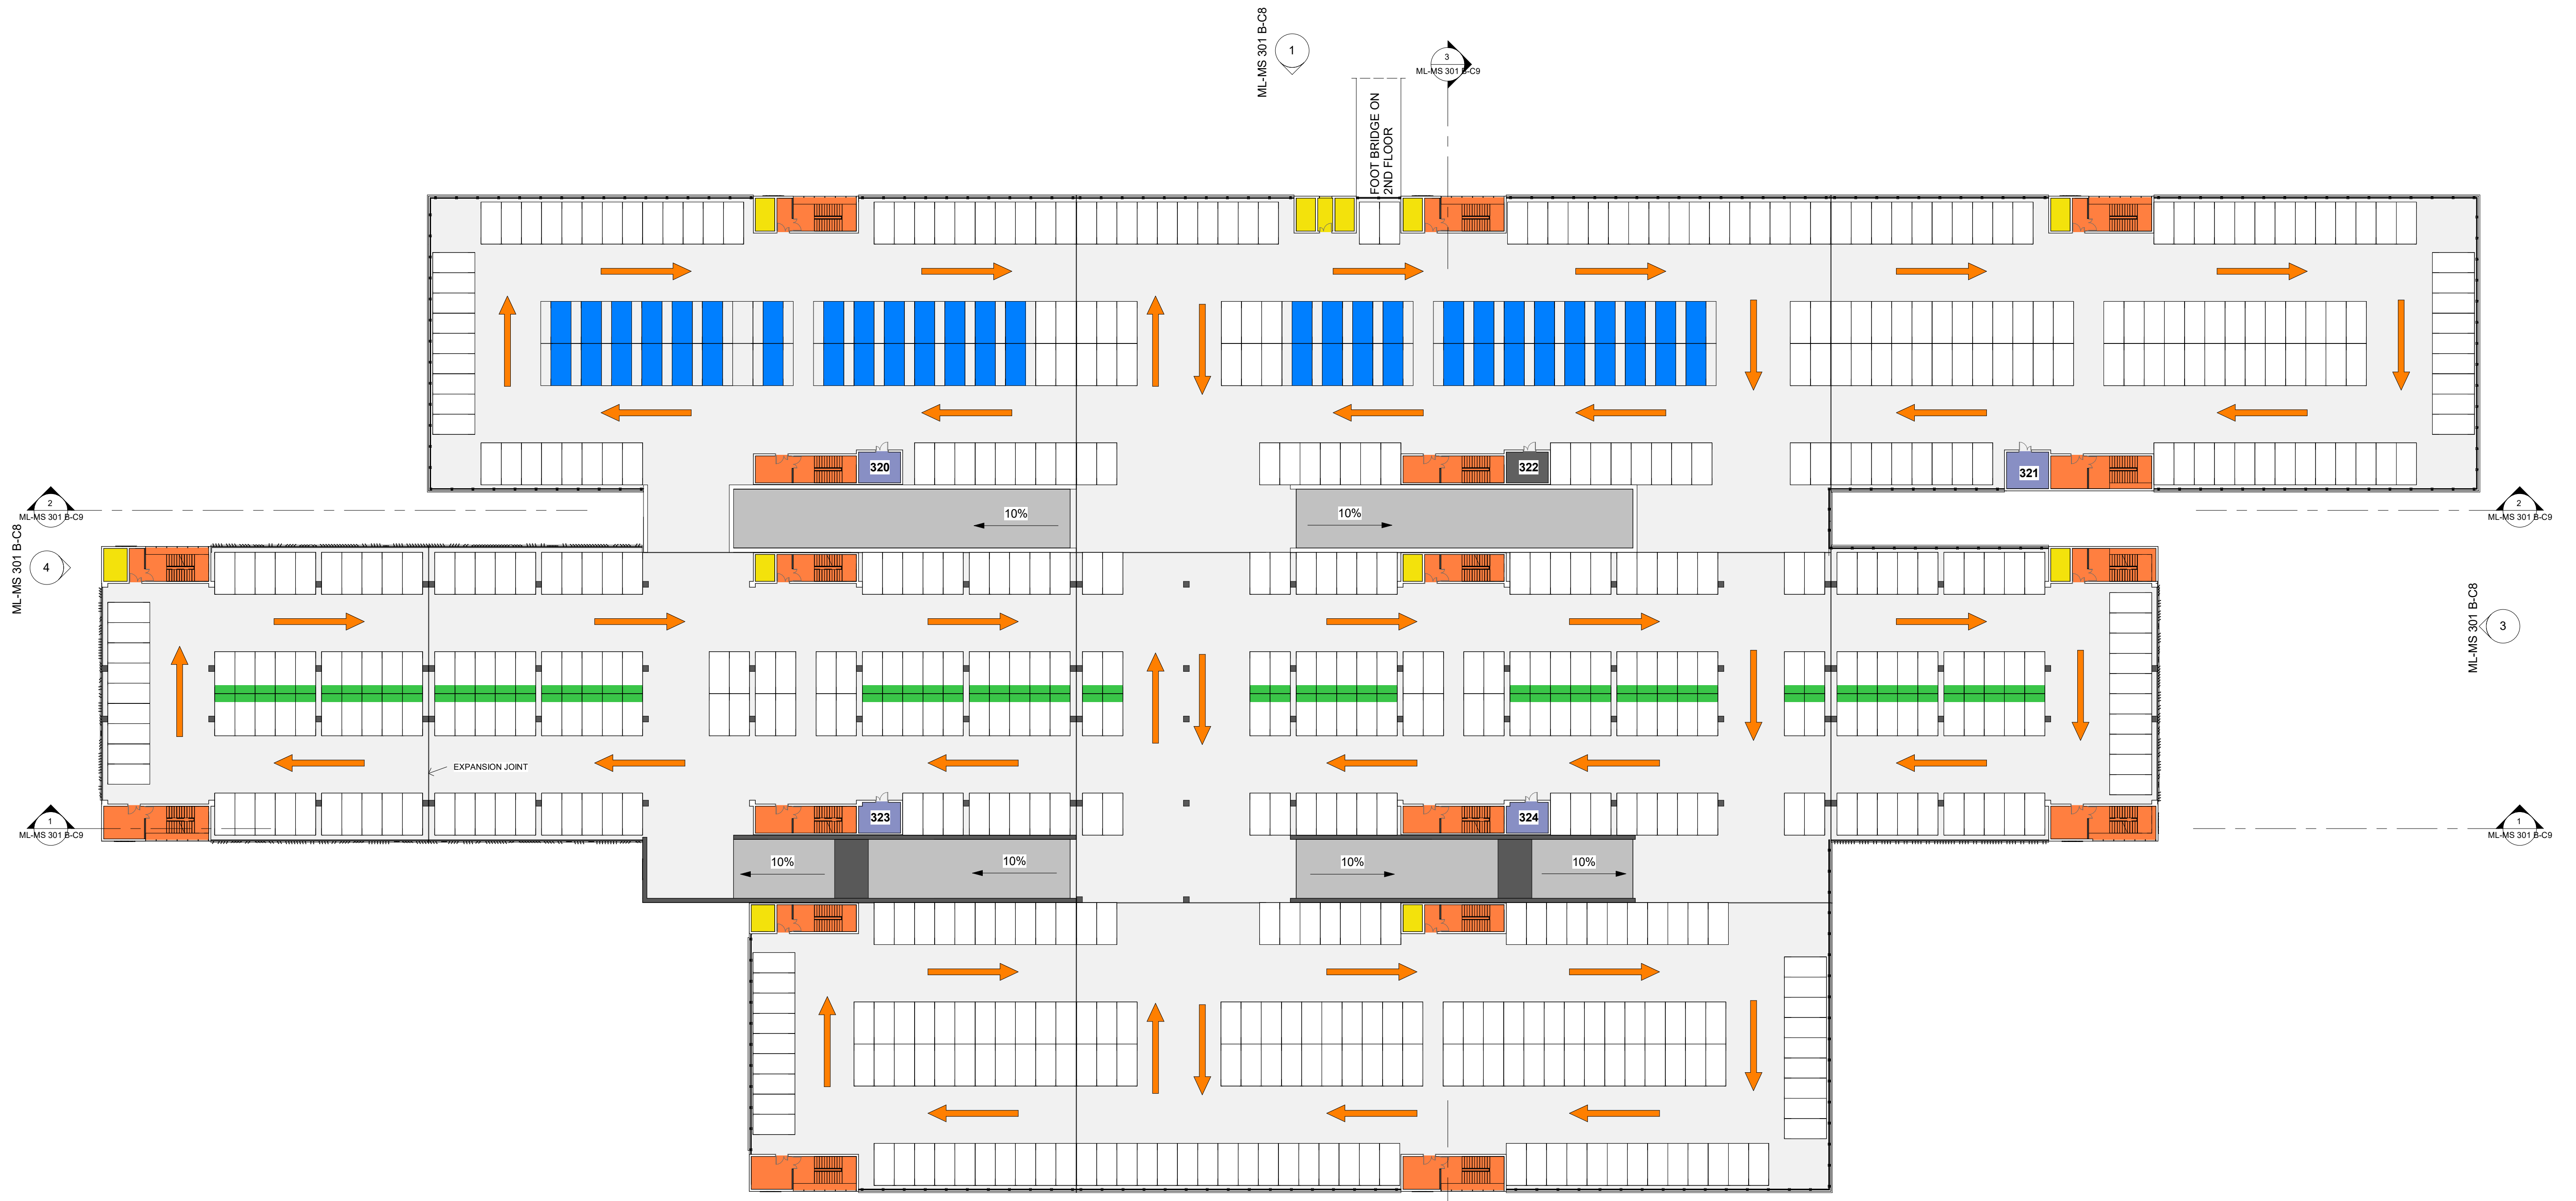 ML-MS 301 B-C8
1
3
ML-MS 301 B-C9
FOOT BRIDGE ON
2ND FLOOR
320
322
321
2
ML-MS 301 B-C9
2
ML-MS 301 B-C9
10%
10%
ML-MS 301 B-C8
4
ML-MS 301 B-C8
3
EXPANSION JOINT
323
324
1
ML-MS 301 B-C9
1
ML-MS 301 B-C9
10%
10%
10%
10%